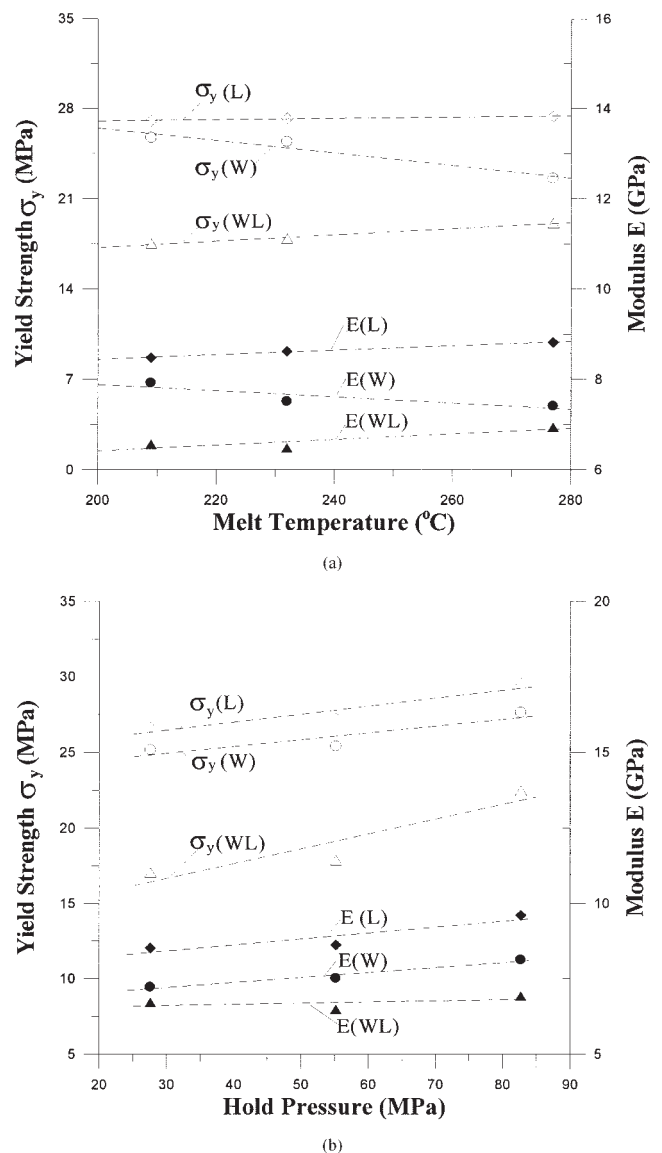 35
16
σy (L)
28
14
σy (W)
21
12
σy (WL)
14
10
E(L)
7
E(W)
8
E(WL)
0
6
200
220
240
260
280
Yield Strength σy (MPa)
Modulus E (GPa)
Melt Temperature (°C)
(a)
35
20
30
σy (L)
25
15
σy (W)
20
σy (WL)
15
10
E (L)
10
E(W)
E(WL)
5
5
20
30
40
50
60
70
80
90
Yield Strength σy (MPa)
Modulus E (GPa)
Hold Pressure (MPa)
(b)